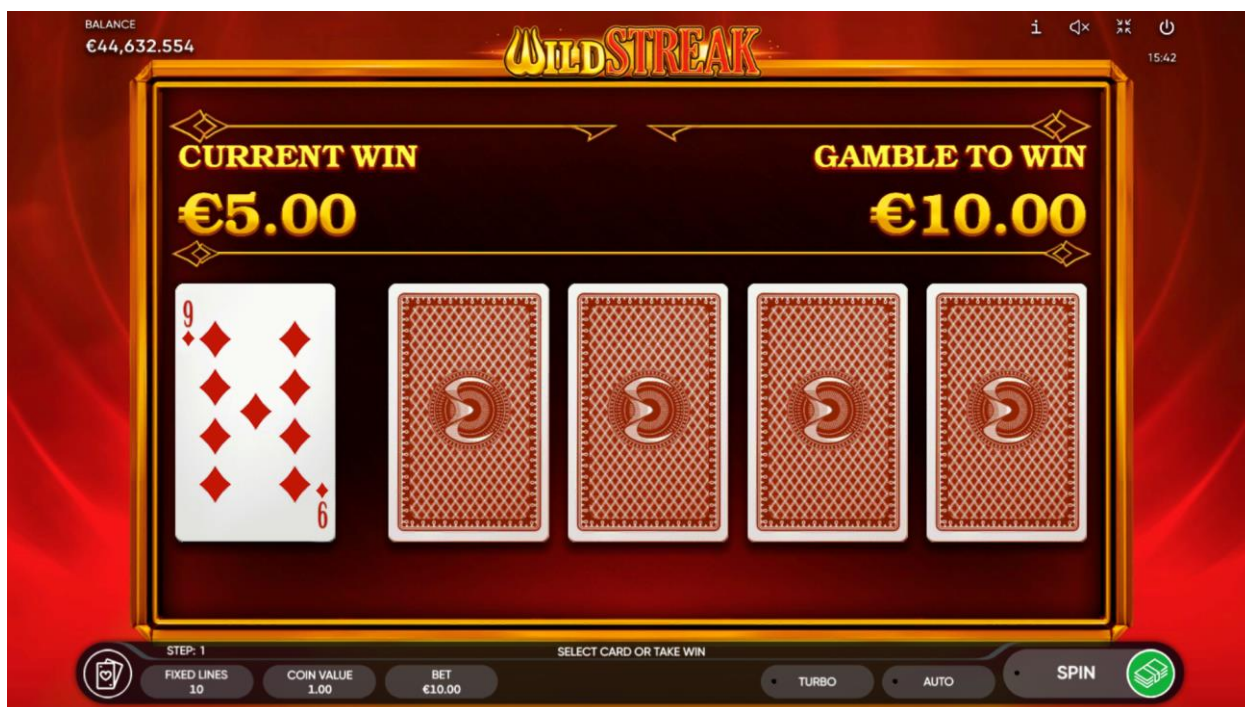 BALANCE
€44,632.554
WILDSTREAK
i
15:42
CURRENT WIN
€5.00
GAMBLE TO WIN
€10.00
9
9
STEP: 1
SELECT CARD OR TAKE WIN
FIXED LINES
10
COIN VALUE
1.00
BET
€10.00
TURBO
AUTO
SPIN